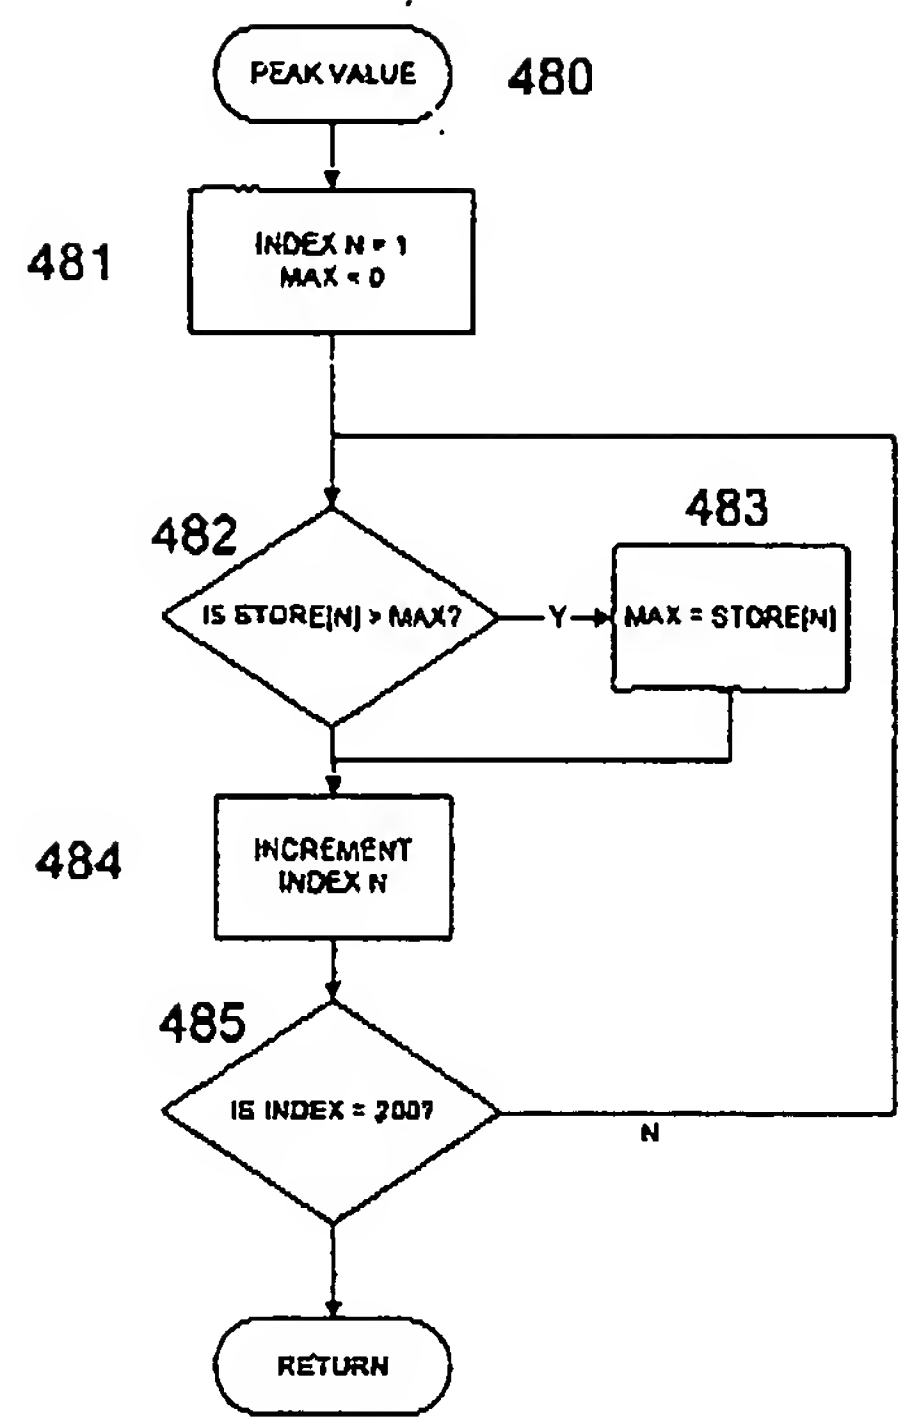 PEAK VALUE
480
481
INDEX N = 1
MAX = 0
482
483
IS STORE[N] > MAX?
Y
MAX = STORE[N]
484
INCREMENT
INDEX N
485
IS INDEX = 200?
N
RETURN